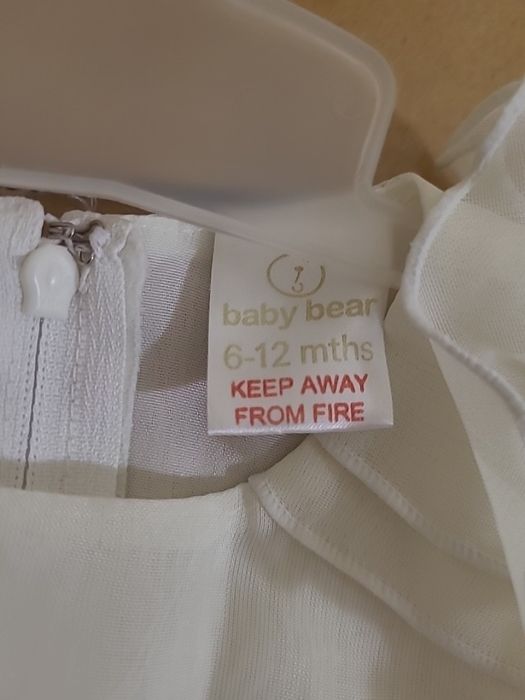 baby bear
6-12 mths
KEEP AWAY
FROM FIRE